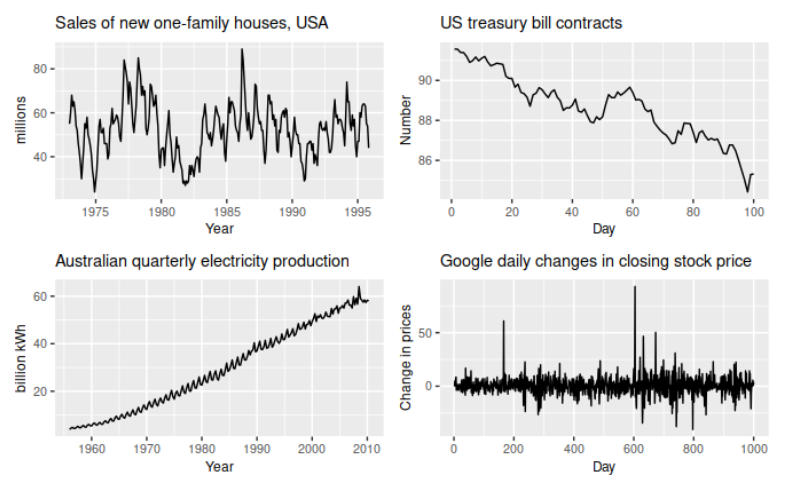 Sales of new one-family houses, USA
80
60
40
millions
1975 1980 1985 1990 1995
Year
US treasury bill contracts
90
88
86
Number
0 20 40 60 80 100
Day
Australian quarterly electricity production
60
40
20
billion kWh
1960 1970 1980 1990 2000 2010
Year
Google daily changes in closing stock price
50
0
Change in prices
0 200 400 600 800 1000
Day